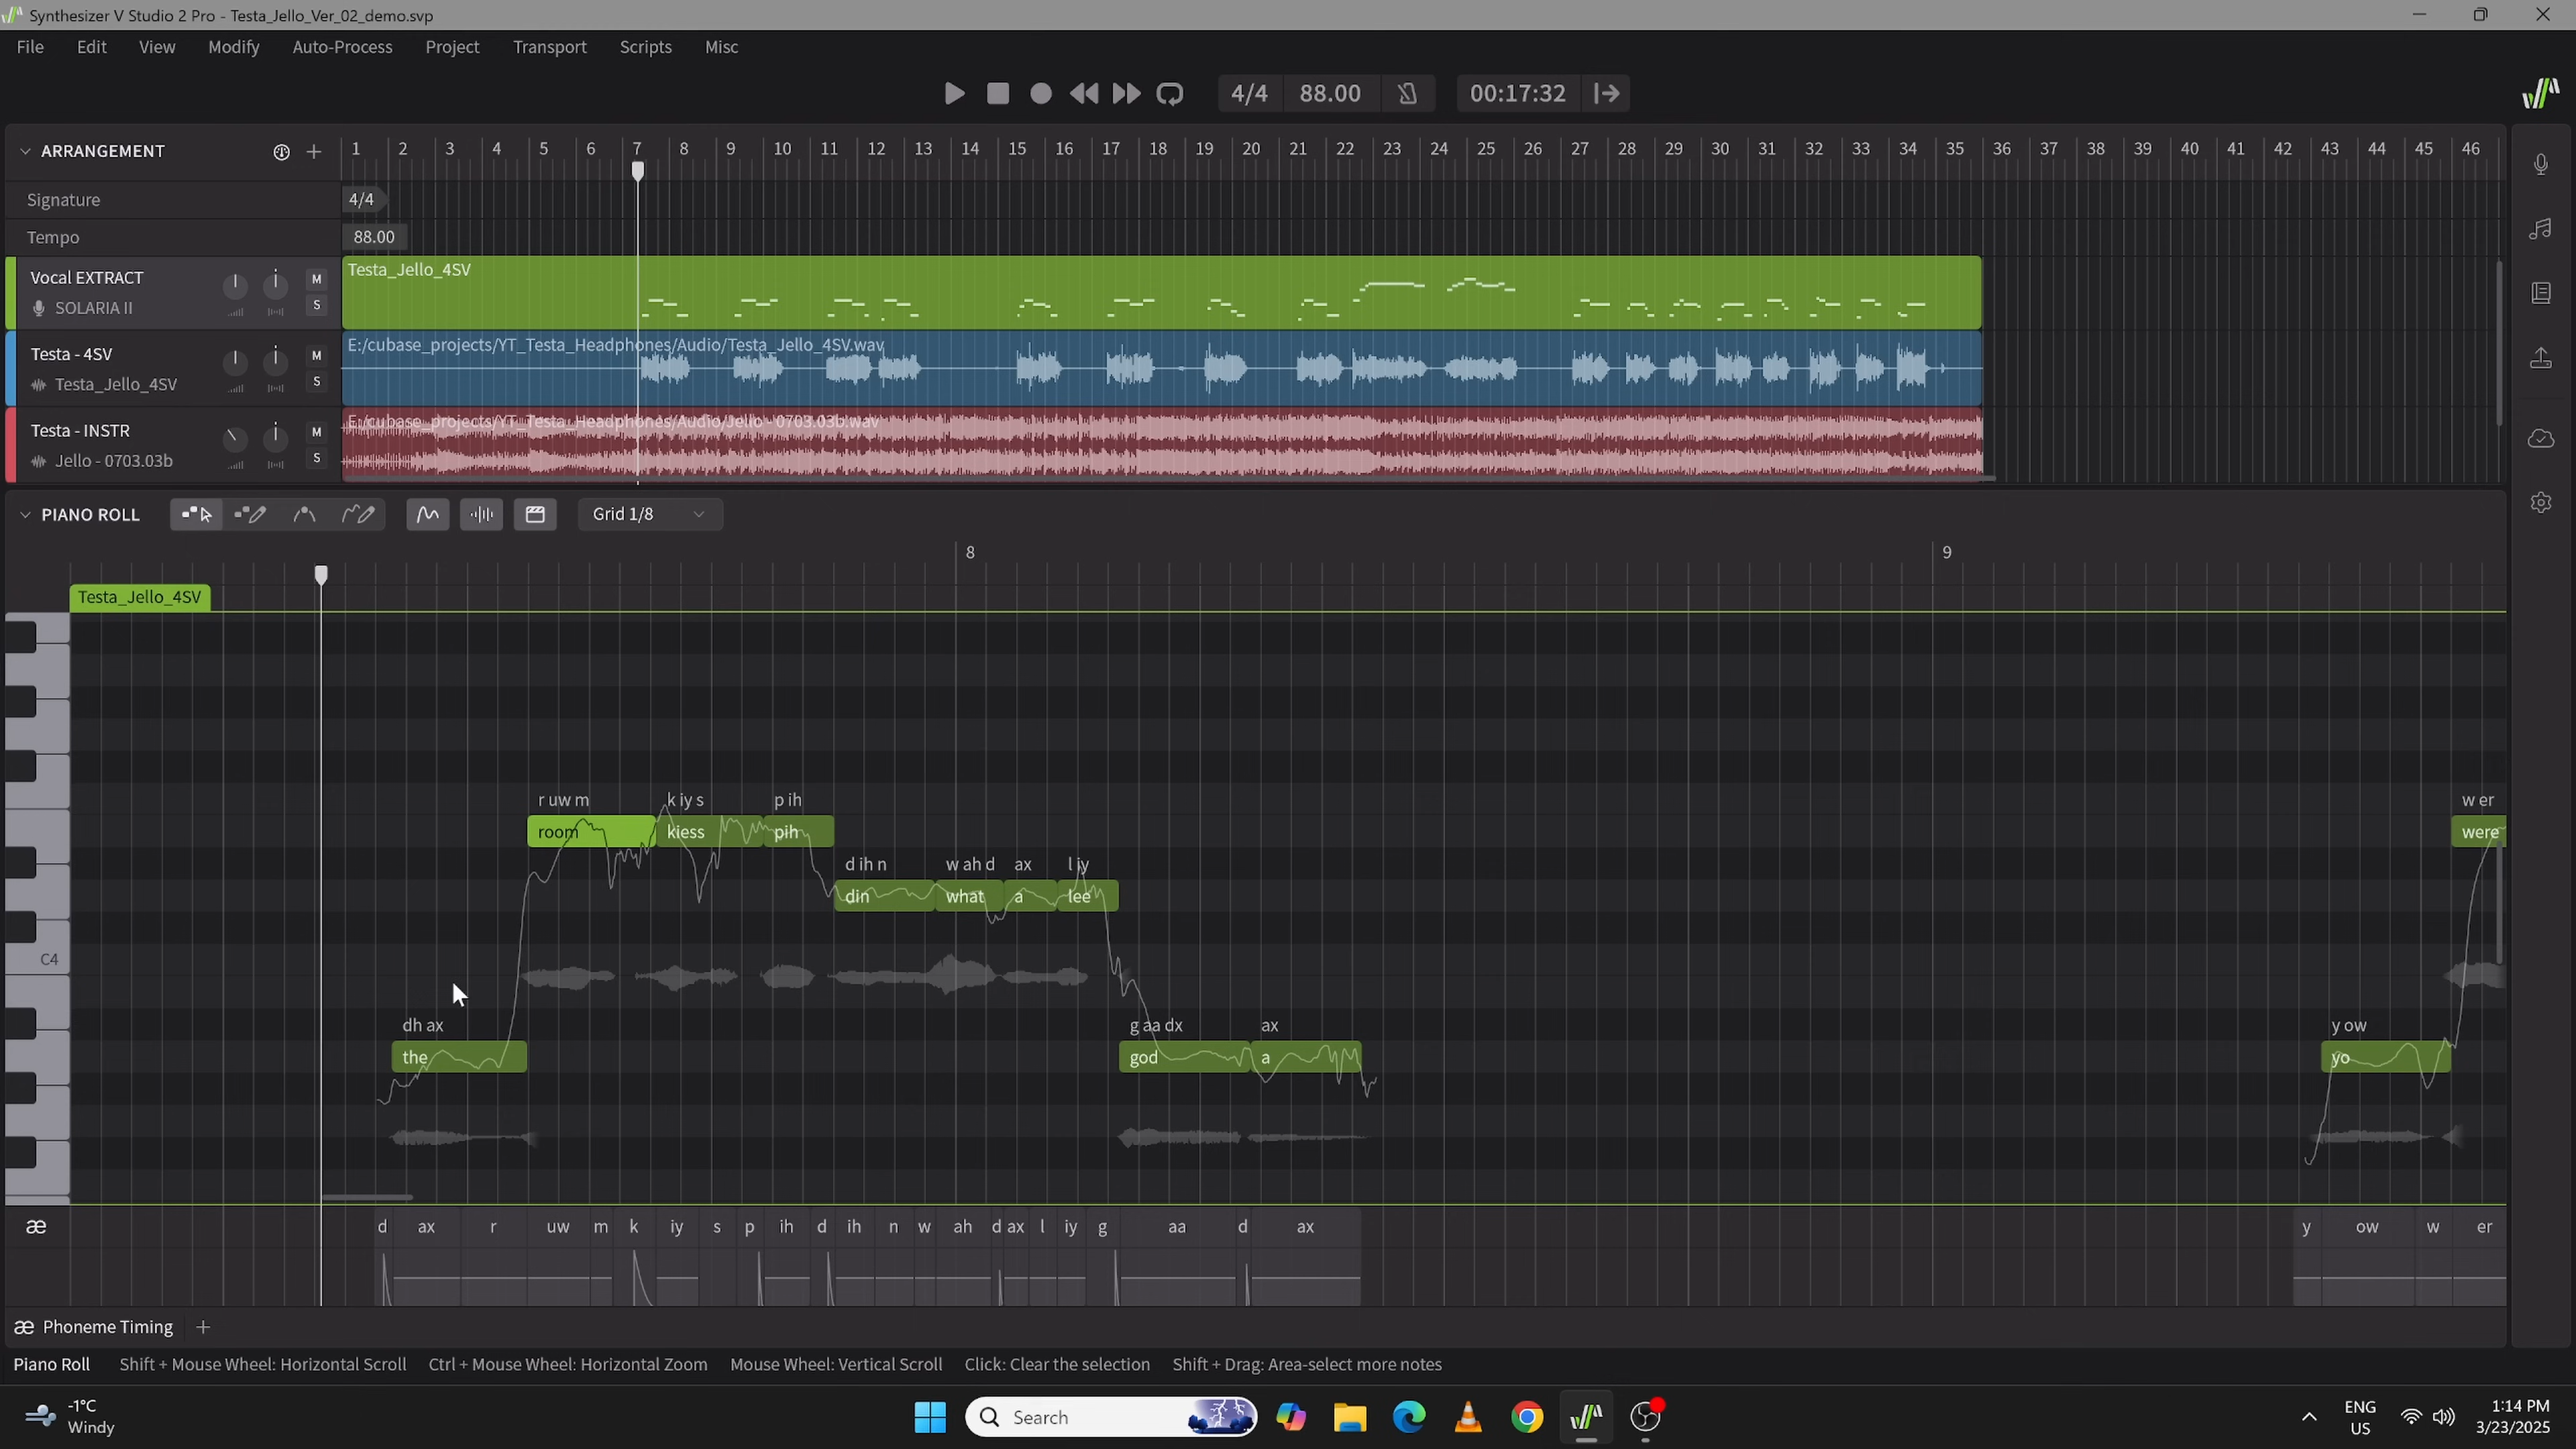 Synthesizer V Studio 2 Pro - Testa_Jello_Ver_02_demo.svp
File Edit View Modify Auto-Process Project Transport Scripts Misc
4/4 88.00 00:17:32
ARRANGEMENT 1 2 3 4 5 6 7 8 9 10 11 12 13 14 15 16 17 18 19 20 21 22 23 24 25 26 27 28 29 30 31 32 33 34 35 36 37 38 39 40 41 42 43 44 45 46
Signature 4/4
Tempo 88.00
Vocal EXTRACT M Testa_Jello_4SV
SOLARIA II S
Testa - 4SV M E:/cubase_projects/YT_Testa_Headphones/Audio/Testa_Jello_4SV.wav
Testa_Jello_4SV S
Testa - INSTR M E:/cubase_projects/YT_Testa_Headphones/Audio/Jello - 0703.03b.wav
Jello - 0703.03b S
PIANO ROLL Grid 1/8
8 9
Testa_Jello_4SV
r uw m k iy s p ih w er
room kiess pih were
d ih n w ah d ax l iy
din what a lee
C4
dh ax g aa dx ax y ow
the god a yo
æ d ax r uw m k iy s p ih d ih n w ah d ax l iy g aa d ax y ow w er
æ Phoneme Timing +
Piano Roll Shift + Mouse Wheel: Horizontal Scroll Ctrl + Mouse Wheel: Horizontal Zoom Mouse Wheel: Vertical Scroll Click: Clear the selection Shift + Drag: Area-select more notes
-1°C
Windy
Search
ENG
US
1:14 PM
3/23/2025